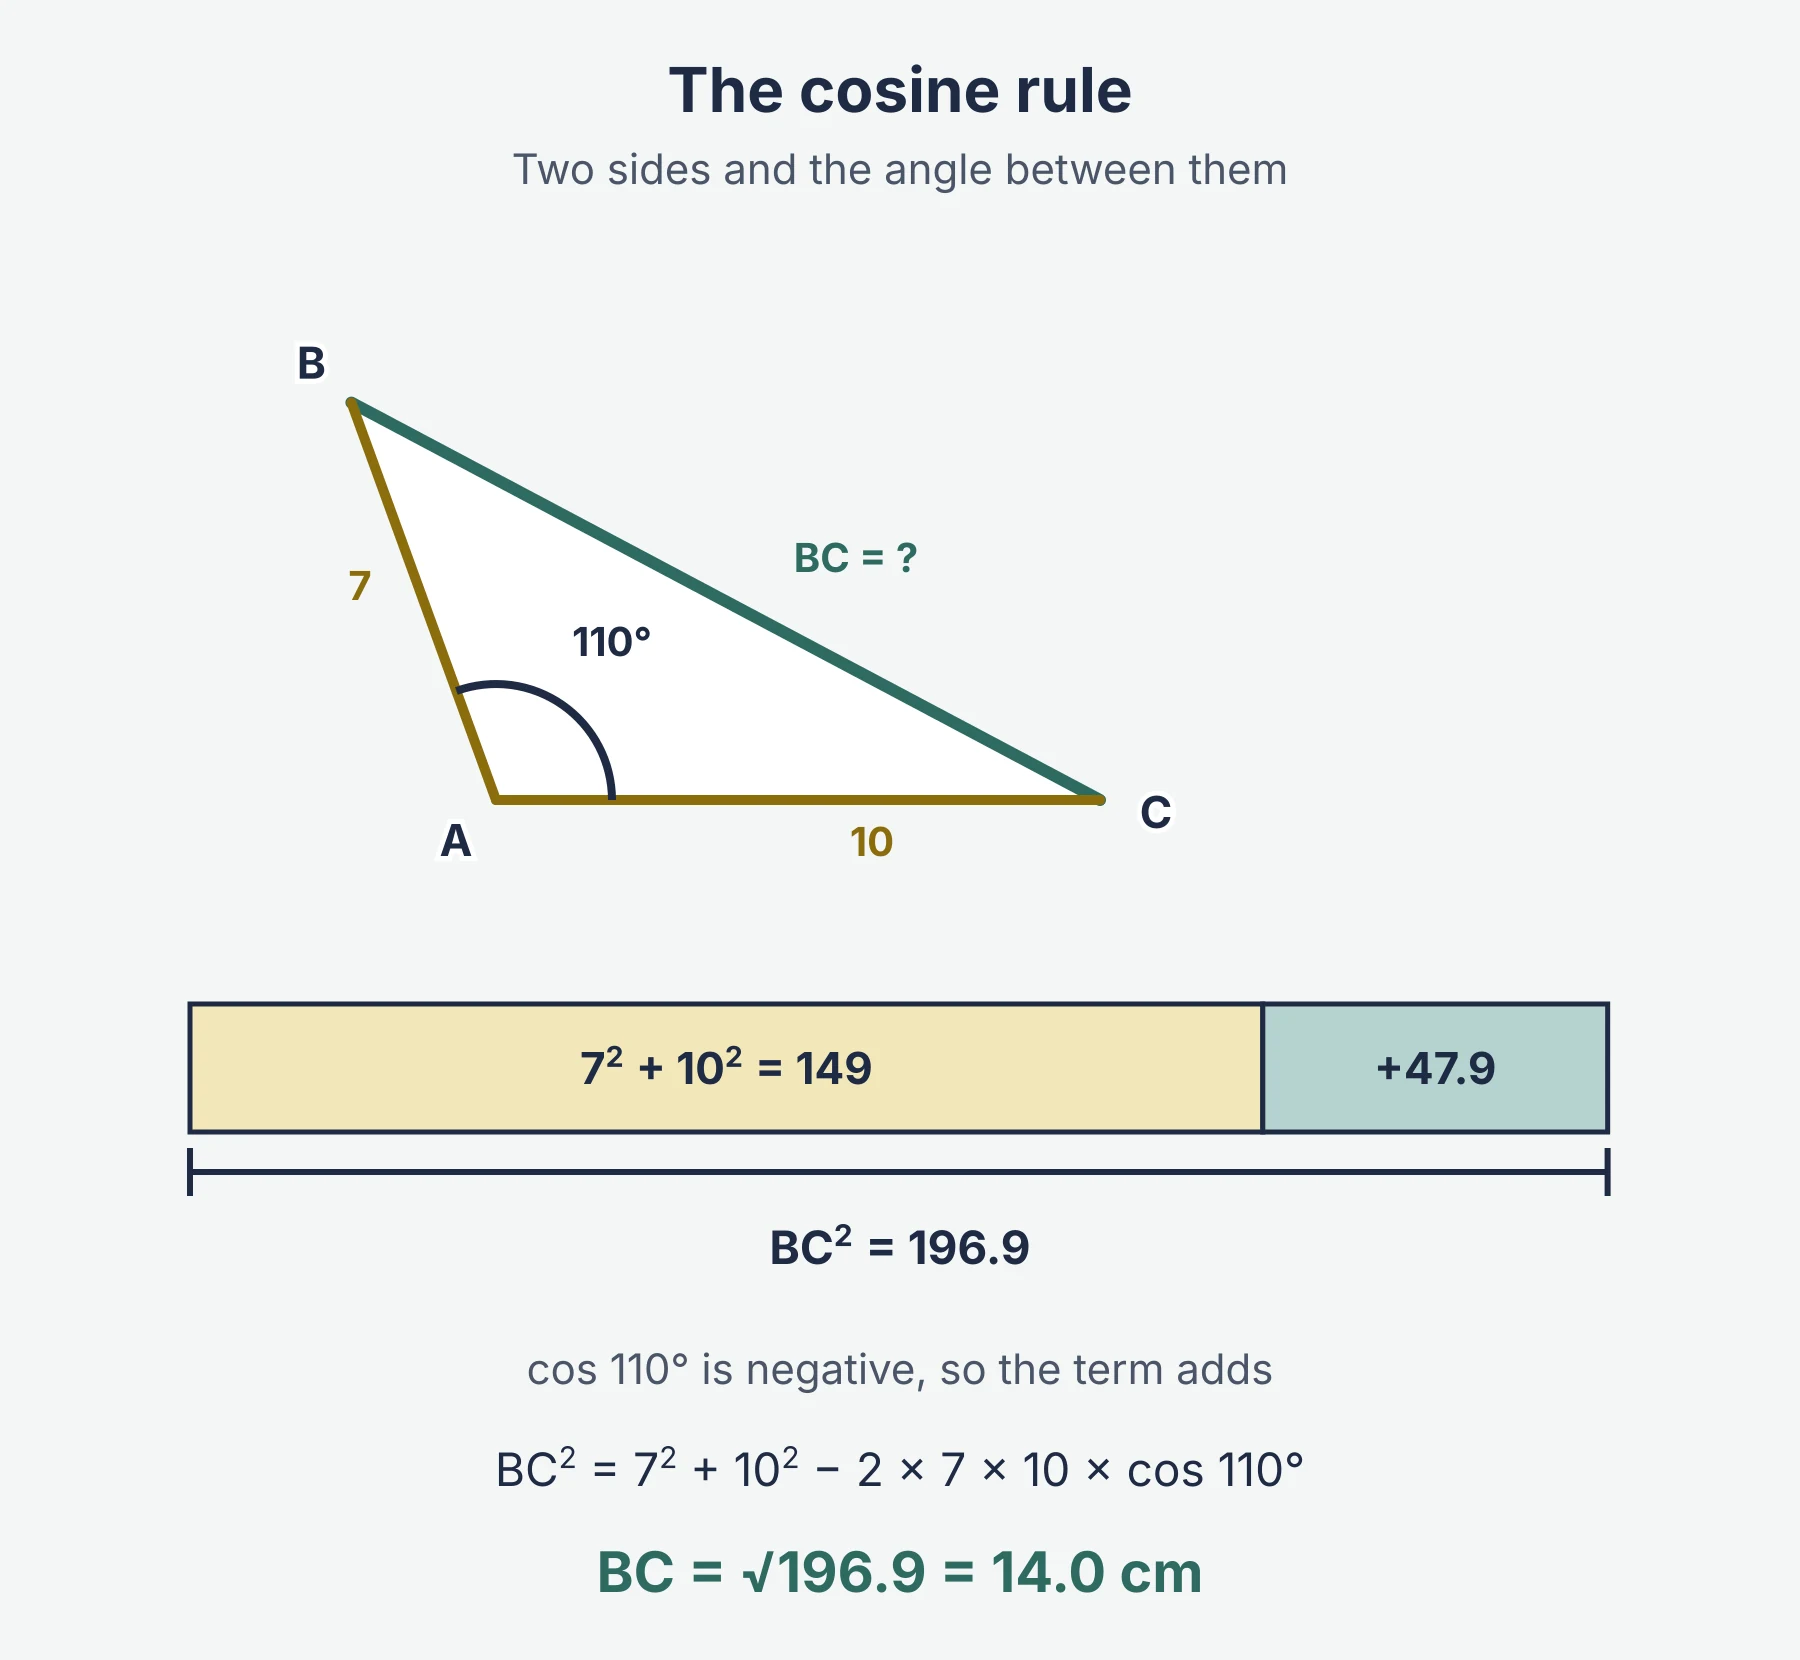 The cosine rule
Two sides and the angle between them
B
BC = ?
7
110°
A
10
C
7² + 10² = 149
+47.9
BC² = 196.9
cos 110° is negative, so the term adds
BC² = 7² + 10² − 2 × 7 × 10 × cos 110°
BC = √196.9 = 14.0 cm